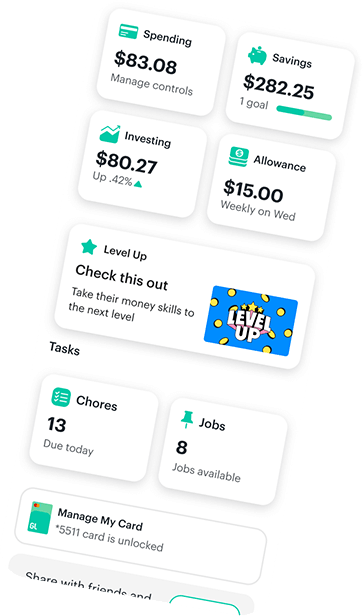 Spending
$83.08
Manage controls
Savings
$282.25
1 goal
Investing
$80.27
Up .42%
Allowance
$15.00
Weekly on Wed
Level Up
Check this out
Take their money skills to
the next level
LEVEL
UP
Tasks
Chores
13
Due today
Jobs
8
Jobs available
GL
Manage My Card
*5511 card is unlocked
Share with friends and